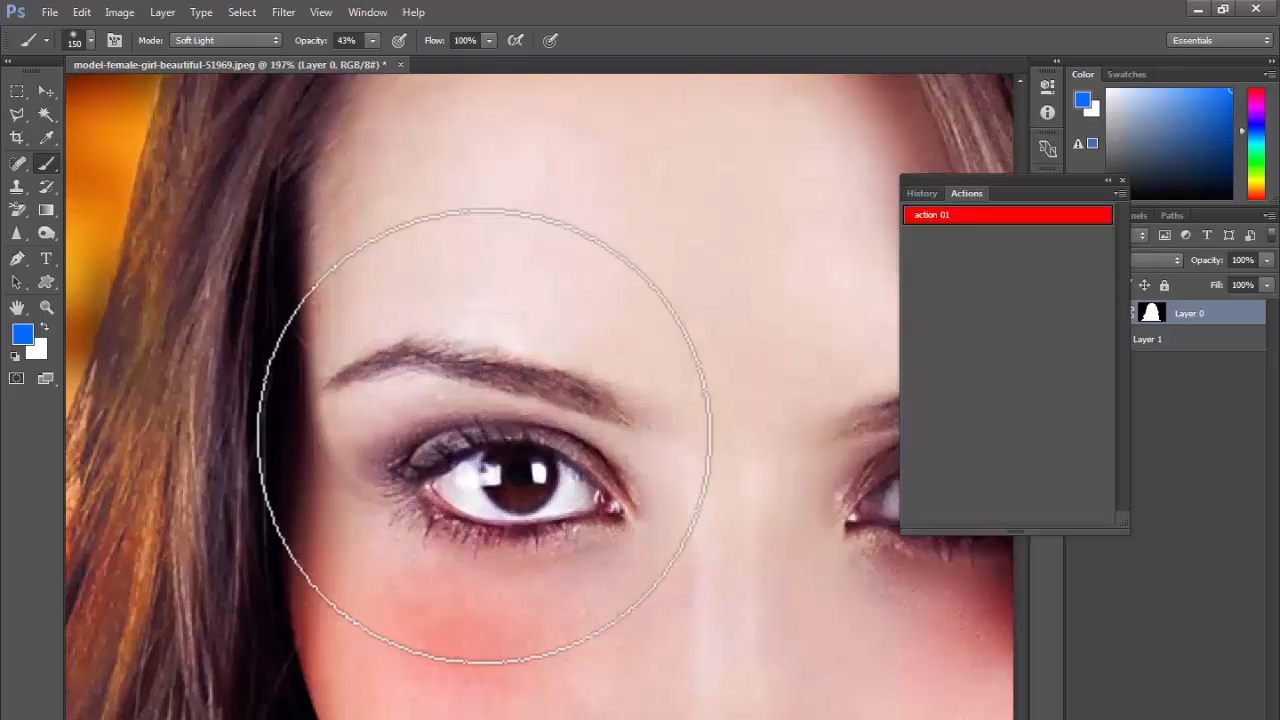 Ps File Edit Image Layer Type Select Filter View Window Help
150 Mode: Soft Light Opacity: 43% Flow: 100% Essentials
model-female-girl-beautiful-51969.jpeg @ 197% (Layer 0, RGB/8#) *
Color Swatches
History Actions
action 01
nels Paths
Opacity: 100%
Fill: 100%
Layer 0
Layer 1
T